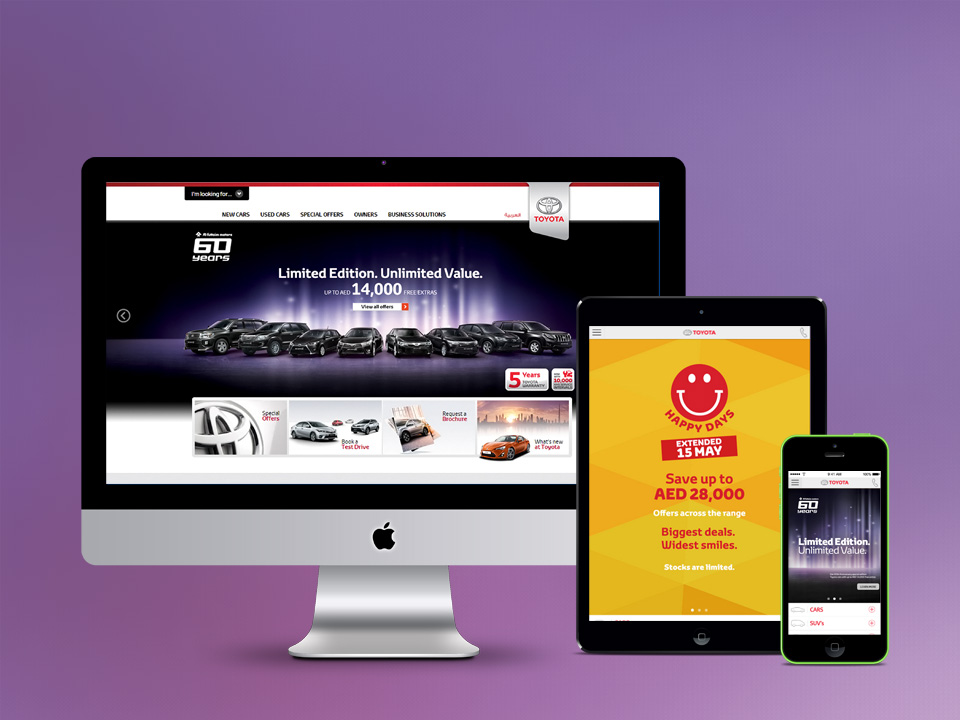 I'm looking for...
NEW CARS USED CARS SPECIAL OFFERS OWNERS BUSINESS SOLUTIONS
العربية
TOYOTA
Al-Futtaim motors
60
years
Limited Edition. Unlimited Value.
UP TO AED 14,000 FREE EXTRAS
View all offers
5 Years
TOYOTA
WARRANTY
10,000
Special
Offers
Book a
Test Drive
Request a
Brochure
What's new
at Toyota
TOYOTA
HAPPY DAYS
EXTENDED
15 MAY
Save up to
AED 28,000
Offers across the range
Biggest deals.
Widest smiles.
Stocks are limited.
9:41 AM 100%
TOYOTA
60
years
Limited Edition.
Unlimited Value.
CARS
SUV's